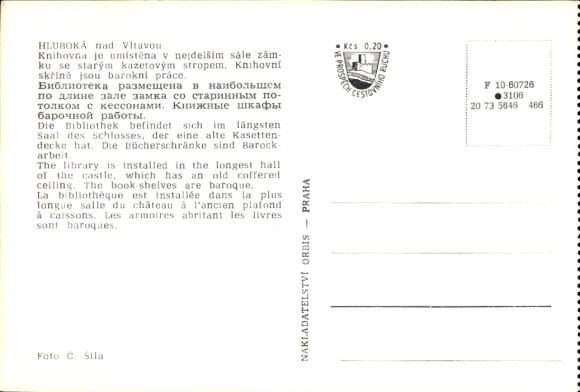 HLUBOKÁ nad Vltavou
Knihovna je umístěna v nejdelším sále zám-
ku se starým kazetovým stropem. Knihovní
skříně jsou barokní práce.
Библиотека размещена в наибольшем
по длине зале замка со старинным по-
толком с кессонами. Книжные шкафы
барочной работы.
Die Bibliothek befindet sich im längsten
Saal des Schlosses, der eine alte Kasetten-
decke hat. Die Bücherschränke sind Barock-
arbeit.
The library is installed in the longest hall
of the castle, which has an old coffered
ceiling. The book-shelves are baroque.
La bibliothèque est installée dans la plus
longue salle du château à l'ancien plafond
à caissons. Les armoires abritant les livres
sont baroques.
Foto Č. Šíla
NAKLADATELSTVÍ ORBIS — PRAHA
Kčs 0,20
VE PROSPĚCH CESTOVNÍHO RUCHU
F 10-60726
●3106
20 73 5646 466